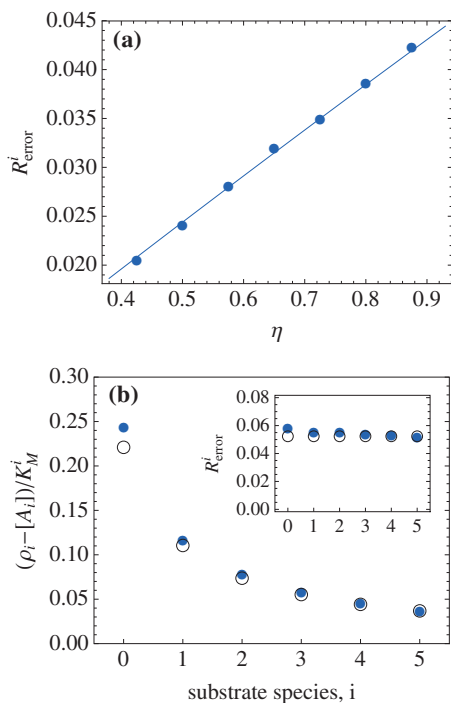 (a)
0.045
0.040
0.035
0.030
0.025
0.020
R^i_error
0.4 0.5 0.6 0.7 0.8 0.9
η
(b)
0.30
0.25
0.20
0.15
0.10
0.05
0.00
(ρ_i−[A_i])/K^i_M
0.08
0.06
0.04
0.02
0.00
R^i_error
0 1 2 3 4 5
0 1 2 3 4 5
substrate species, i